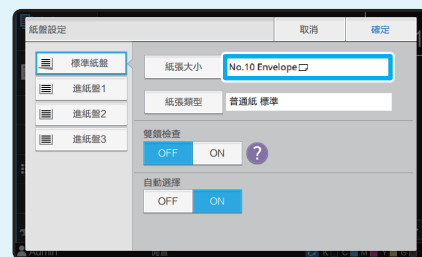 紙盤設定
取消
確定
標準紙盤
進紙盤1
進紙盤2
進紙盤3
紙張大小
No.10 Envelope
紙張類型
普通紙 標準
雙饋檢查
OFF
ON
?
自動選擇
OFF
ON
Admin
K
C
M
Y